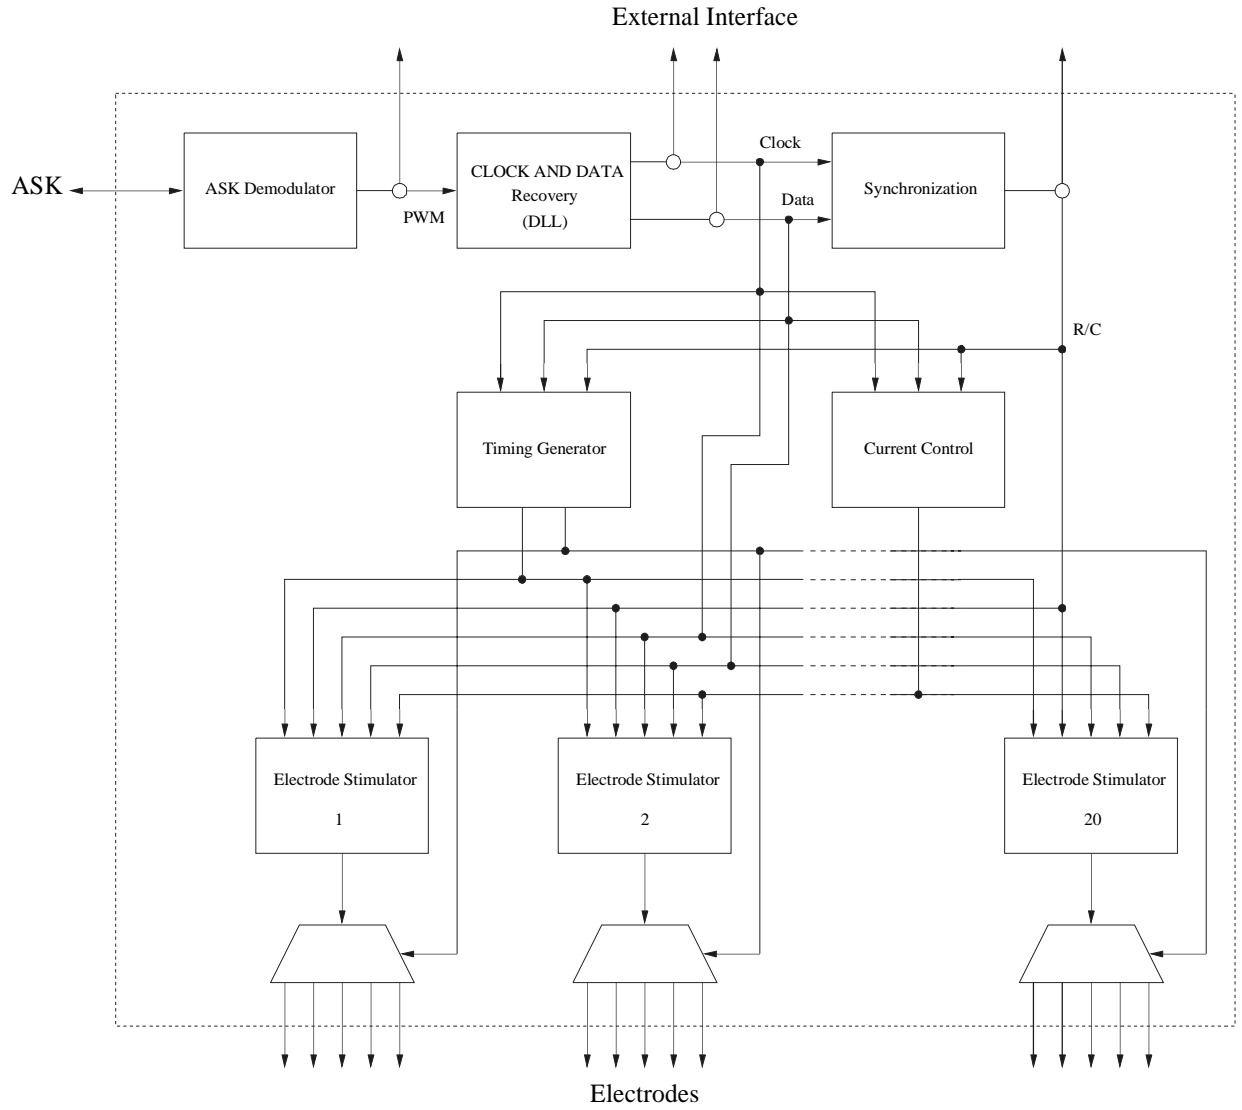 External Interface
Clock
ASK
ASK Demodulator
CLOCK AND DATA
Recovery
(DLL)
Synchronization
PWM
Data
R/C
Timing Generator
Current Control
Electrode Stimulator
1
Electrode Stimulator
2
Electrode Stimulator
20
Electrodes